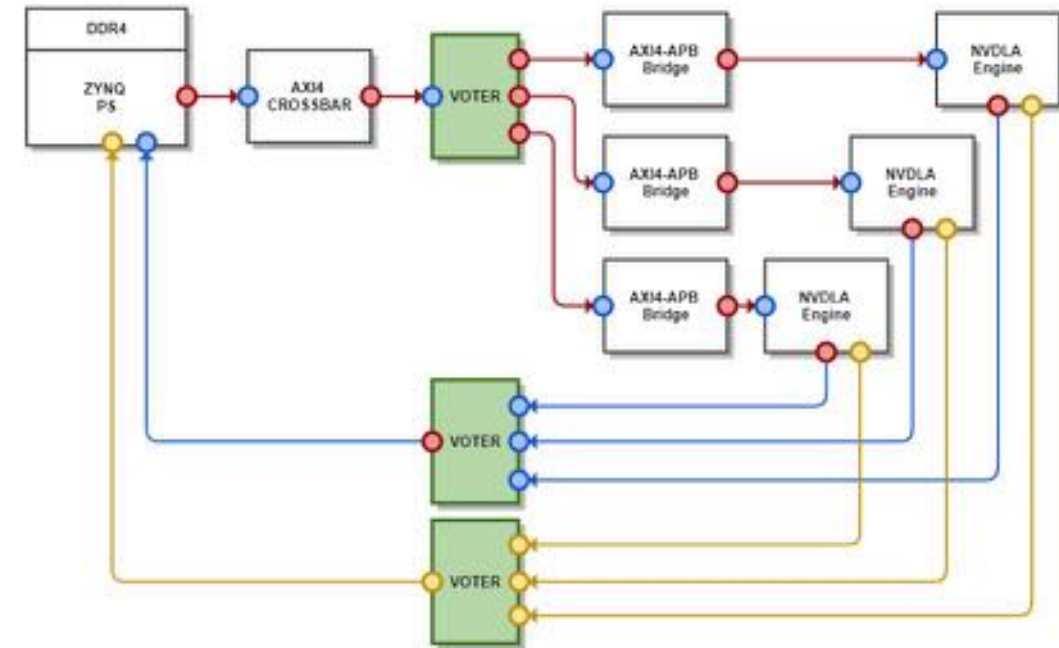 DDR4
ZYNQ
PS
AXI4
CROSSBAR
VOTER
AXI4-APB
Bridge
NVDLA
Engine
AXI4-APB
Bridge
NVDLA
Engine
AXI4-APB
Bridge
NVDLA
Engine
VOTER
VOTER